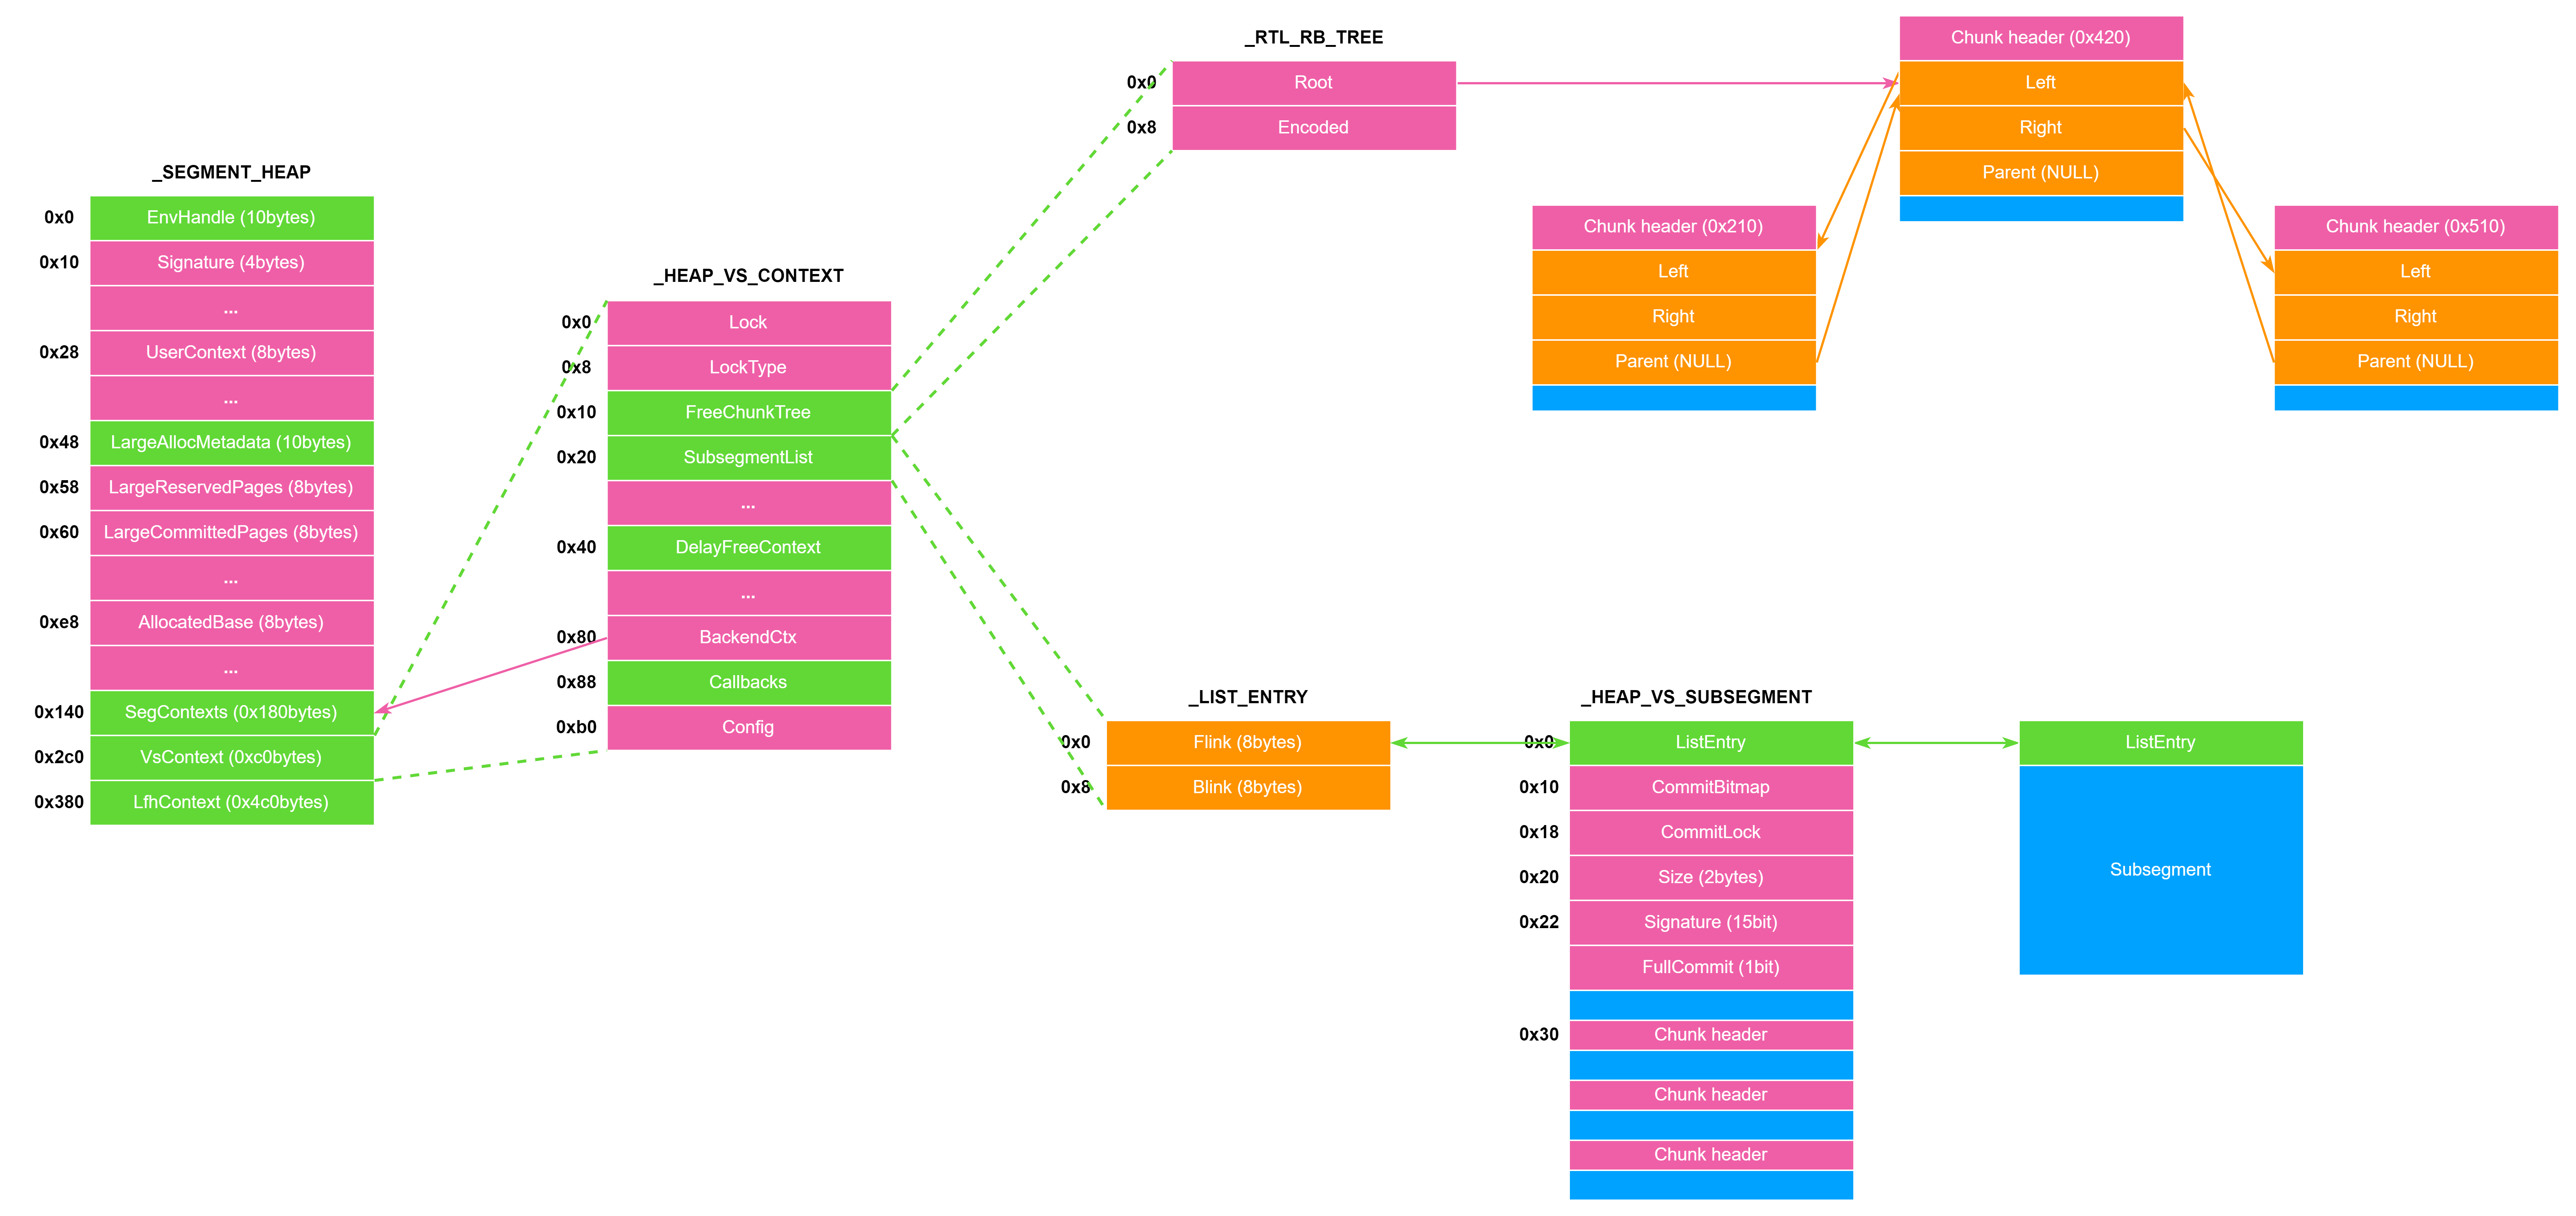 _SEGMENT_HEAP
0x0 EnvHandle (10bytes)
0x10 Signature (4bytes)
...
0x28 UserContext (8bytes)
...
0x48 LargeAllocMetadata (10bytes)
0x58 LargeReservedPages (8bytes)
0x60 LargeCommittedPages (8bytes)
...
0xe8 AllocatedBase (8bytes)
...
0x140 SegContexts (0x180bytes)
0x2c0 VsContext (0xc0bytes)
0x380 LfhContext (0x4c0bytes)
_HEAP_VS_CONTEXT
0x0 Lock
0x8 LockType
0x10 FreeChunkTree
0x20 SubsegmentList
...
0x40 DelayFreeContext
...
0x80 BackendCtx
0x88 Callbacks
0xb0 Config
_RTL_RB_TREE
0x0 Root
0x8 Encoded
Chunk header (0x420)
Left
Right
Parent (NULL)
Chunk header (0x210)
Left
Right
Parent (NULL)
Chunk header (0x510)
Left
Right
Parent (NULL)
_LIST_ENTRY
0x0 Flink (8bytes)
0x8 Blink (8bytes)
_HEAP_VS_SUBSEGMENT
0x0 ListEntry
0x10 CommitBitmap
0x18 CommitLock
0x20 Size (2bytes)
0x22 Signature (15bit)
FullCommit (1bit)
0x30 Chunk header
Chunk header
Chunk header
ListEntry
Subsegment